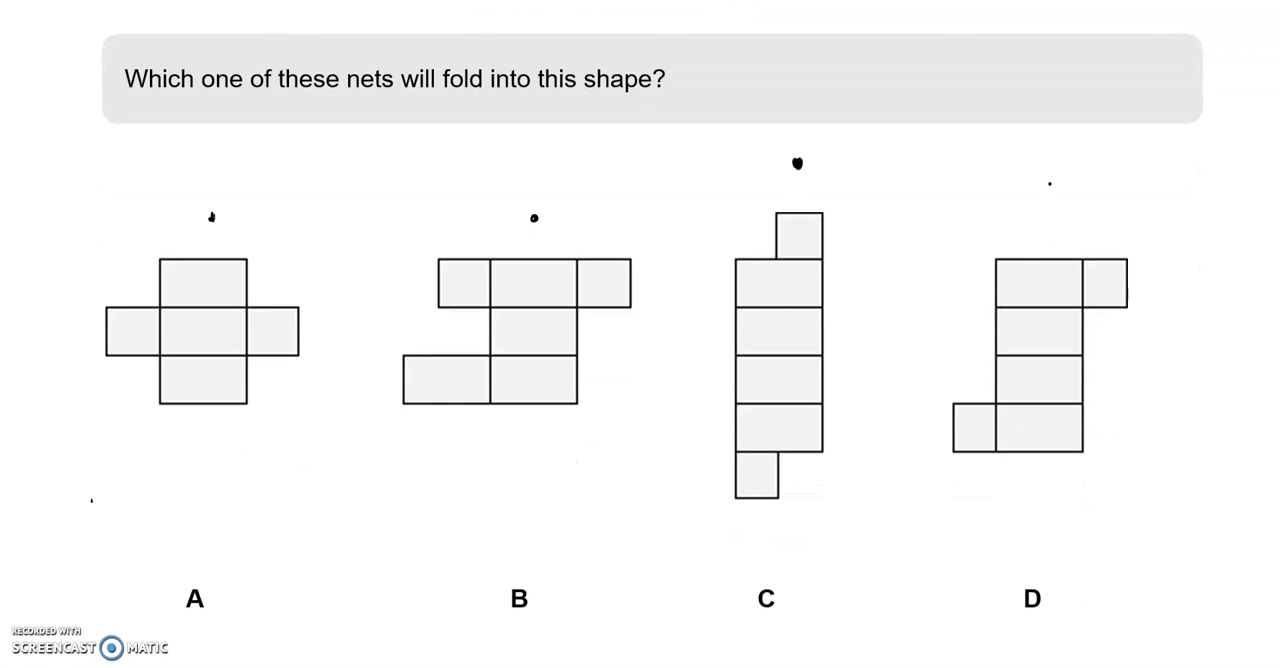 Which one of these nets will fold into this shape?
A B C D
RECORDED WITH
SCREENCAST MATIC